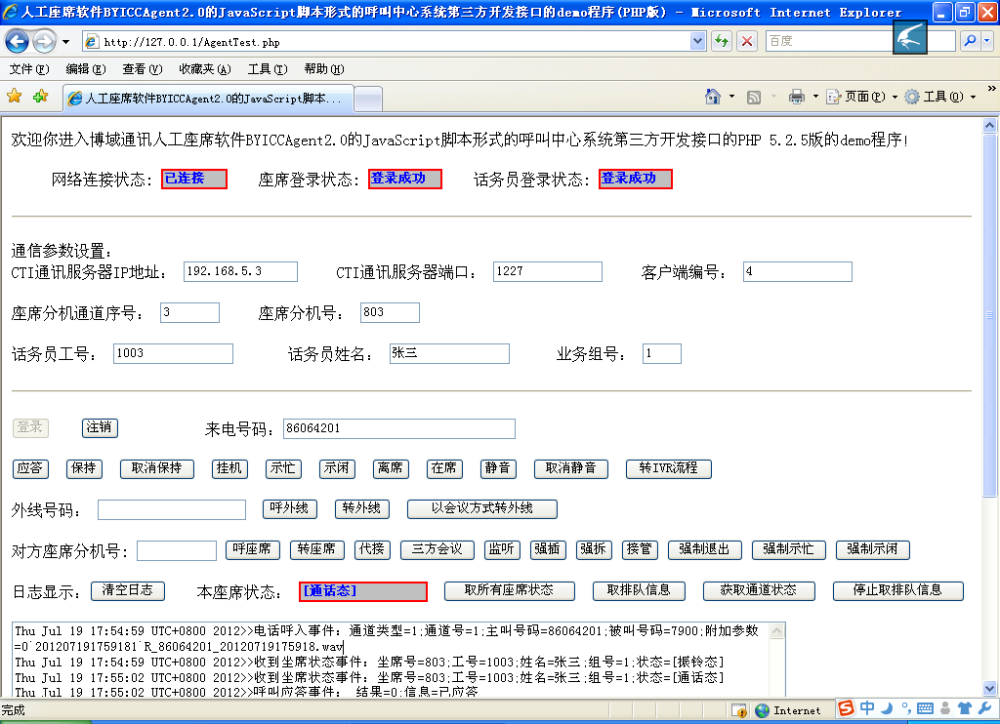 人工座席软件BYICCAgent2.0的JavaScript脚本形式的呼叫中心系统第三方开发接口的demo程序(PHP版) - Microsoft Internet Explorer
http://127.0.0.1/AgentTest.php 百度
文件(F) 编辑(E) 查看(V) 收藏夹(A) 工具(T) 帮助(H)
人工座席软件BYICCAgent2.0的JavaScript脚本... 页面(P) 工具(O) »
欢迎你进入博域通讯人工座席软件BYICCAgent2.0的JavaScript脚本形式的呼叫中心系统第三方开发接口的PHP 5.2.5版的demo程序!
网络连接状态: 已连接 座席登录状态: 登录成功 话务员登录状态: 登录成功
通信参数设置:
CTI通讯服务器IP地址: 192.168.5.3 CTI通讯服务器端口: 1227 客户端编号: 4
座席分机通道序号: 3 座席分机号: 803
话务员工号: 1003 话务员姓名: 张三 业务组号: 1
登录 注销 来电号码: 86064201
应答 保持 取消保持 挂机 示忙 示闲 离席 在席 静音 取消静音 转IVR流程
外线号码: 呼外线 转外线 以会议方式转外线
对方座席分机号: 呼座席 转座席 代接 三方会议 监听 强插 强拆 接管 强制退出 强制示忙 强制示闲
日志显示: 清空日志 本座席状态: [通话态] 取所有座席状态 取排队信息 获取通道状态 停止取排队信息
Thu Jul 19 17:54:59 UTC+0800 2012>>电话呼入事件: 通道类型=1;通道号=1;主叫号码=86064201;被叫号码=7900;附加参数
=0`201207191759181`R_86064201_20120719175918.wav
Thu Jul 19 17:54:59 UTC+0800 2012>>收到坐席状态事件: 坐席号=803;工号=1003;姓名=张三;组号=1;状态=[振铃态]
Thu Jul 19 17:55:02 UTC+0800 2012>>收到坐席状态事件: 坐席号=803;工号=1003;姓名=张三;组号=1;状态=[通话态]
Thu Jul 19 17:55:02 UTC+0800 2012>>呼叫应答事件: 结果=0;信息=已应答
完成 Internet 中